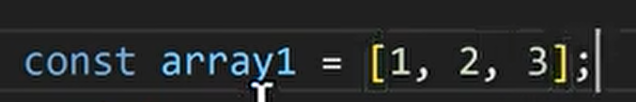 const array1 = [1, 2, 3];